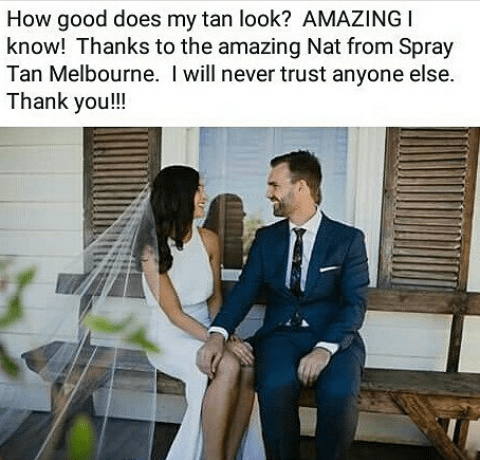 How good does my tan look? AMAZING I
know! Thanks to the amazing Nat from Spray
Tan Melbourne. I will never trust anyone else.
Thank you!!!